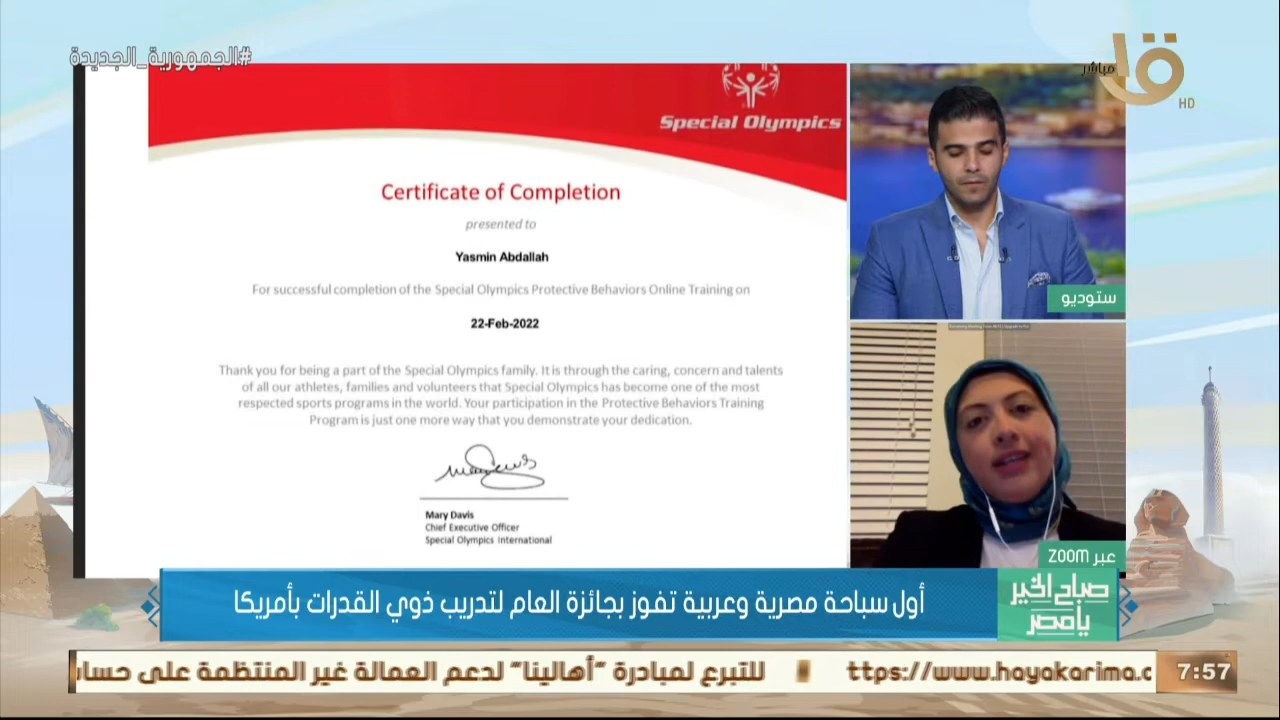 #الجمهورية_الجديدة
مباشر
HD
Special Olympics
Certificate of Completion
presented to
Yasmin Abdallah
For successful completion of the Special Olympics Protective Behaviors Online Training on
22-Feb-2022
Thank you for being a part of the Special Olympics family. It is through the caring, concern and talents
of all our athletes, families and volunteers that Special Olympics has become one of the most
respected sports programs in the world. Your participation in the Protective Behaviors Training
Program is just one more way that you demonstrate your dedication.
Mary Davis
Chief Executive Officer
Special Olympics International
ستوديو
عبر ZOOM
صباح الخير
يا مصر
أول سباحة مصرية وعربية تفوز بجائزة العام لتدريب ذوي القدرات بأمريكا
ttps://www.hayakarima.c للتبرع لمبادرة "أهالينا" لدعم العمالة غير المنتظمة على حسا
7:57